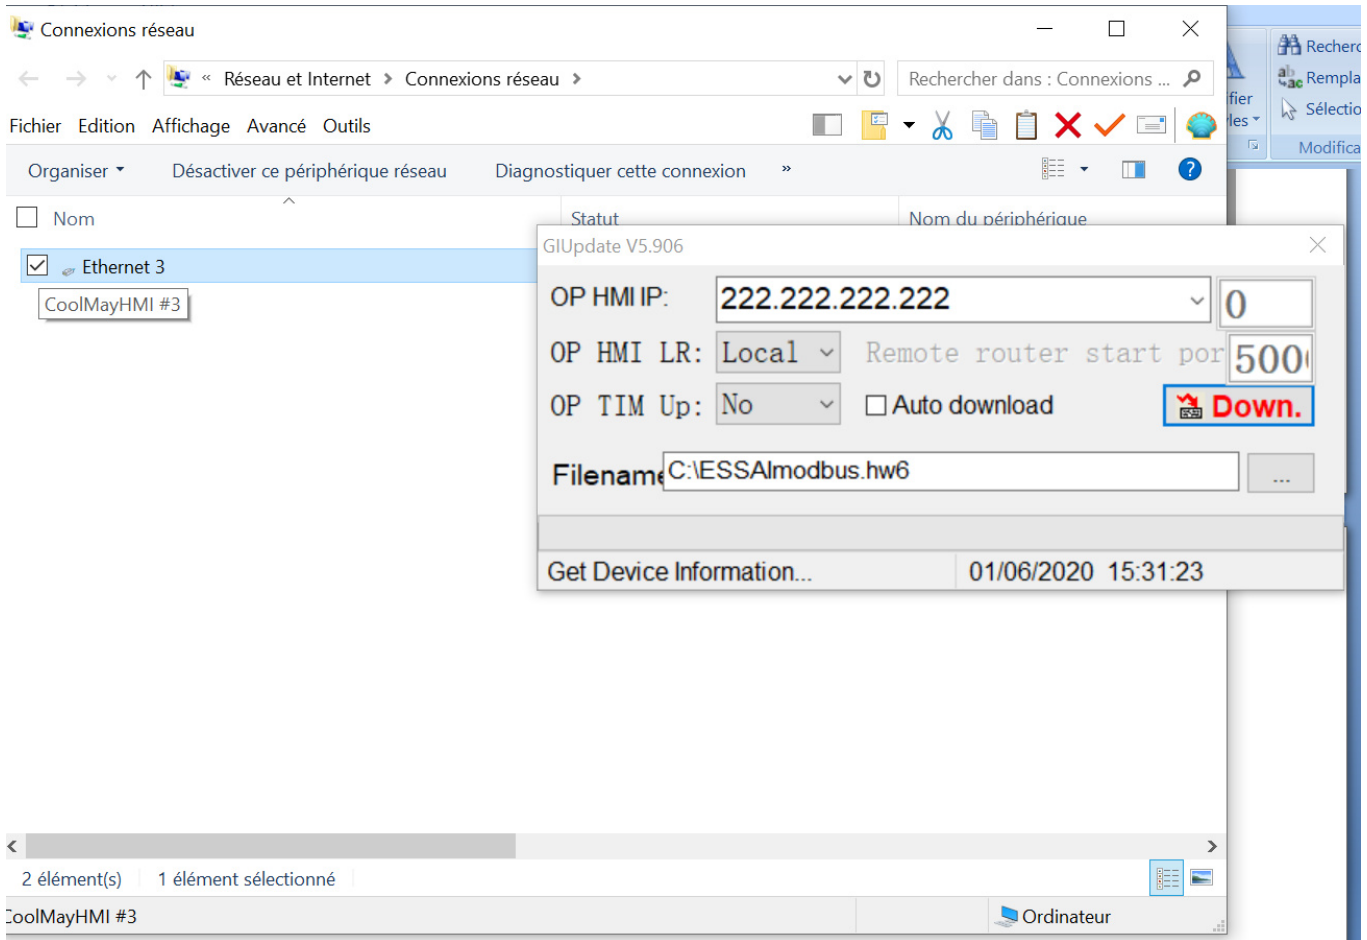 Connexions réseau
« Réseau et Internet > Connexions réseau >
Rechercher dans : Connexions ...
Fichier Edition Affichage Avancé Outils
Organiser Désactiver ce périphérique réseau Diagnostiquer cette connexion »
Nom Statut Nom du périphérique
Ethernet 3
CoolMayHMI #3
GIUpdate V5.906
OP HMI IP: 222.222.222.222 0
OP HMI LR: Local Remote router start por 500
OP TIM Up: No Auto download Down.
Filename C:\ESSAImodbus.hw6 ...
Get Device Information... 01/06/2020 15:31:23
2 élément(s) 1 élément sélectionné
CoolMayHMI #3 Ordinateur
Recherc
Rempla
Sélectio
fier
les
Modifica